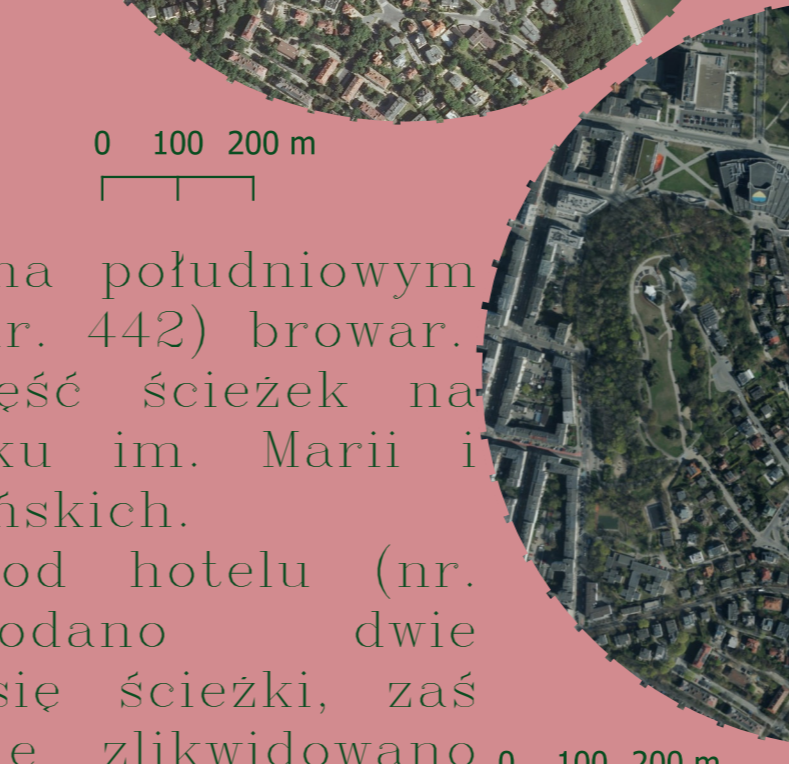 0 100 200 m
na południowym
nr. 442) browar.
ęść ścieżek na
ku im. Marii i
ńskich.
od hotelu (nr.
odano dwie
się ścieżki, zaś
e zlikwidowano
0 100 200 m